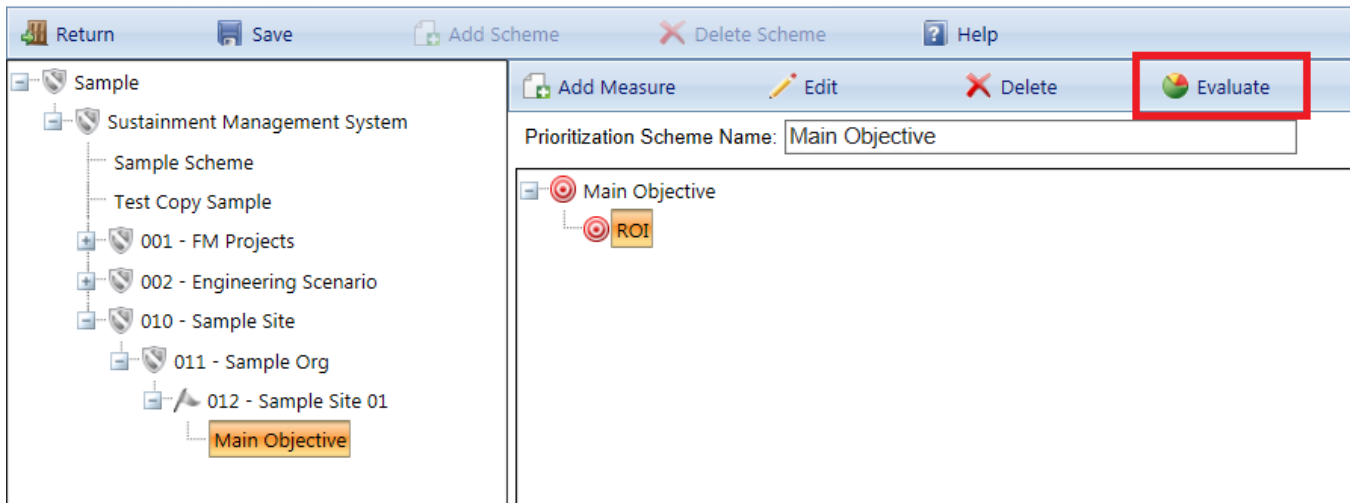 Return Save Add Scheme Delete Scheme Help
Sample
Sustainment Management System
Sample Scheme
Test Copy Sample
001 - FM Projects
002 - Engineering Scenario
010 - Sample Site
011 - Sample Org
012 - Sample Site 01
Main Objective
Add Measure Edit Delete Evaluate
Prioritization Scheme Name: Main Objective
Main Objective
ROI